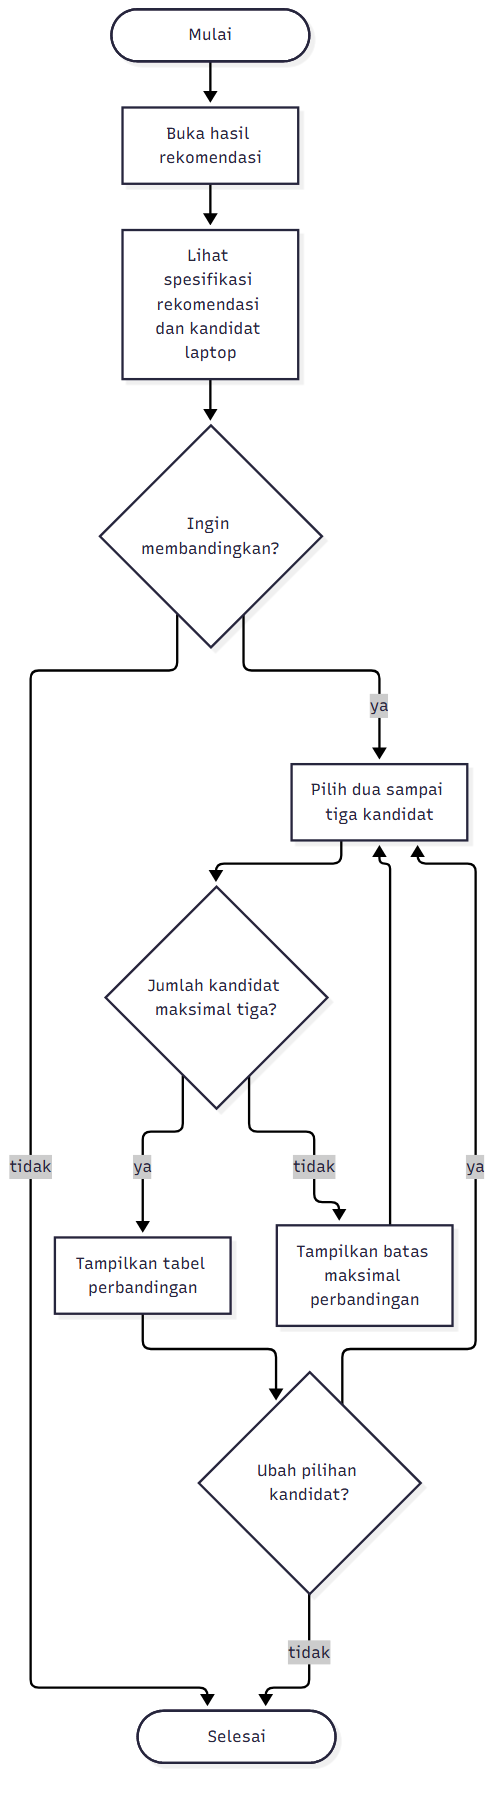 Mulai
Buka hasil
rekomendasi
Lihat
spesifikasi
rekomendasi
dan kandidat
laptop
Ingin
membandingkan?
ya
Pilih dua sampai
tiga kandidat
Jumlah kandidat
maksimal tiga?
tidak
ya
tidak
ya
Tampilkan tabel
perbandingan
Tampilkan batas
maksimal
perbandingan
Ubah pilihan
kandidat?
tidak
Selesai